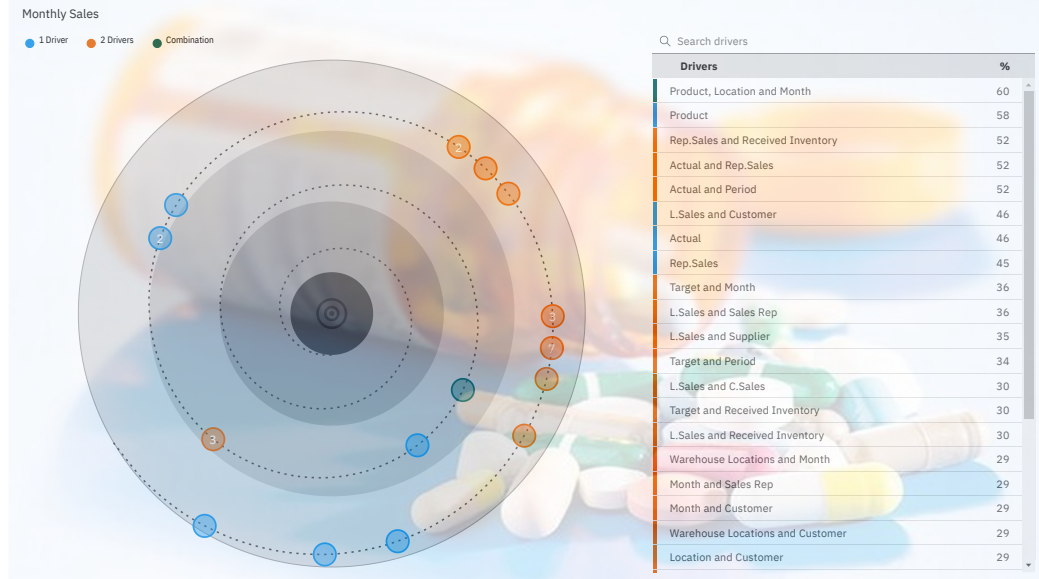 Monthly Sales
1 Driver
2 Drivers
Combination
Search drivers
Drivers %
Product, Location and Month 60
Product 58
Rep.Sales and Received Inventory 52
Actual and Rep.Sales 52
Actual and Period 52
L.Sales and Customer 46
Actual 46
Rep.Sales 45
Target and Month 36
L.Sales and Sales Rep 36
L.Sales and Supplier 35
Target and Period 34
L.Sales and C.Sales 30
Target and Received Inventory 30
L.Sales and Received Inventory 30
Warehouse Locations and Month 29
Month and Sales Rep 29
Month and Customer 29
Warehouse Locations and Customer 29
Location and Customer 29
2
2
3
7
3